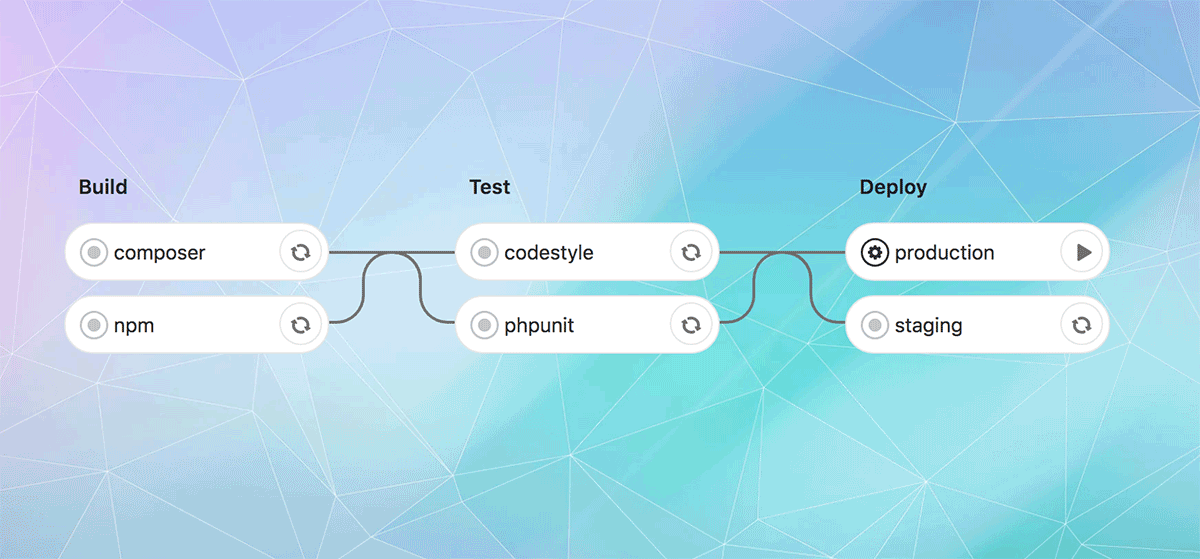 Build
Test
Deploy
composer
codestyle
production
npm
phpunit
staging